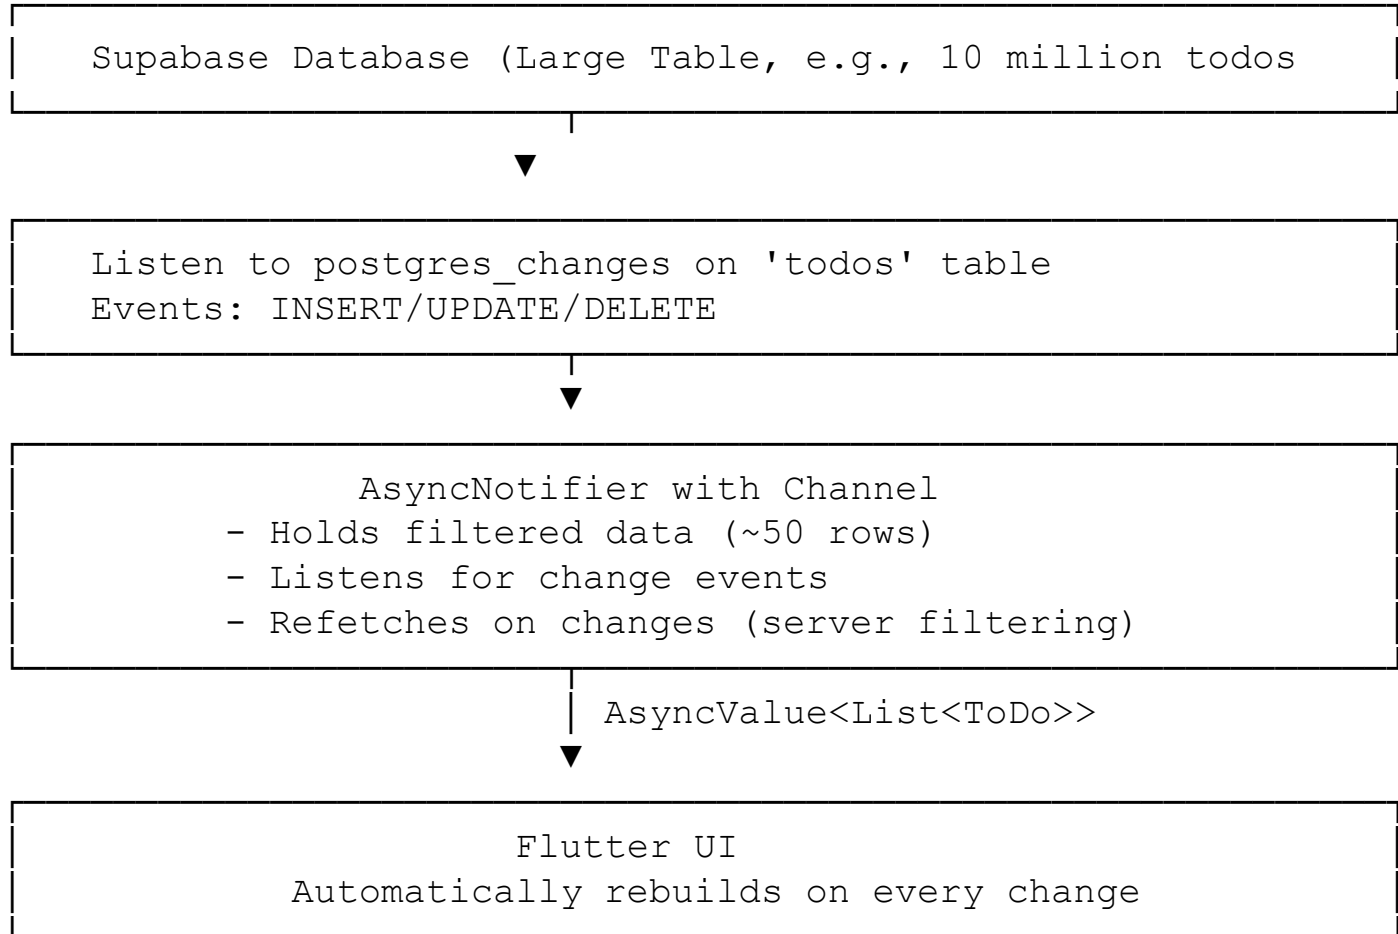 Supabase Database (Large Table, e.g., 10 million todos
Listen to postgres_changes on 'todos' table
Events: INSERT/UPDATE/DELETE
AsyncNotifier with Channel
- Holds filtered data (~50 rows)
- Listens for change events
- Refetches on changes (server filtering)
AsyncValue<List<ToDo>>
Flutter UI
Automatically rebuilds on every change